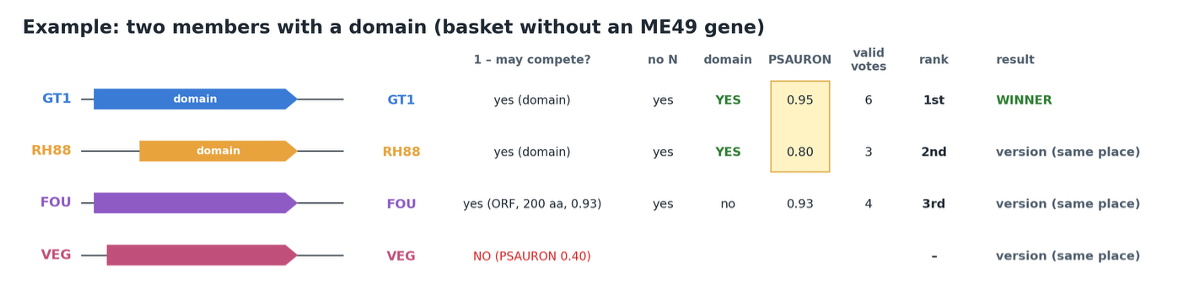 Example: two members with a domain (basket without an ME49 gene)
1 – may compete? no N domain PSAURON valid votes rank result
GT1 domain GT1 yes (domain) yes YES 0.95 6 1st WINNER
RH88 domain RH88 yes (domain) yes YES 0.80 3 2nd version (same place)
FOU FOU yes (ORF, 200 aa, 0.93) yes no 0.93 4 3rd version (same place)
VEG VEG NO (PSAURON 0.40) – version (same place)